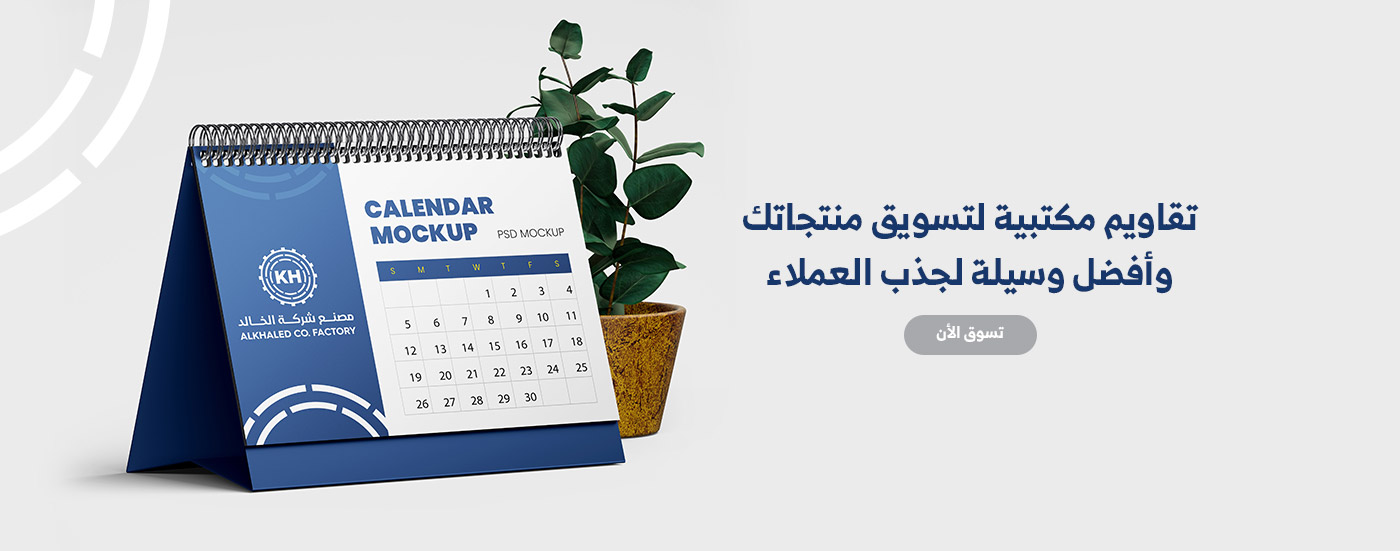 CALENDAR
MOCKUP PSD MOCKUP
S M T W T F S
1 2 3 4
5 6 7 8 9 10 11
12 13 14 15 16 17 18
19 20 21 22 23 24 25
26 27 28 29 30
KH
مصنع شركة الخالد
ALKHALED CO. FACTORY
تقاويم مكتبية لتسويق منتجاتك
وأفضل وسيلة لجذب العملاء
تسوق الأن